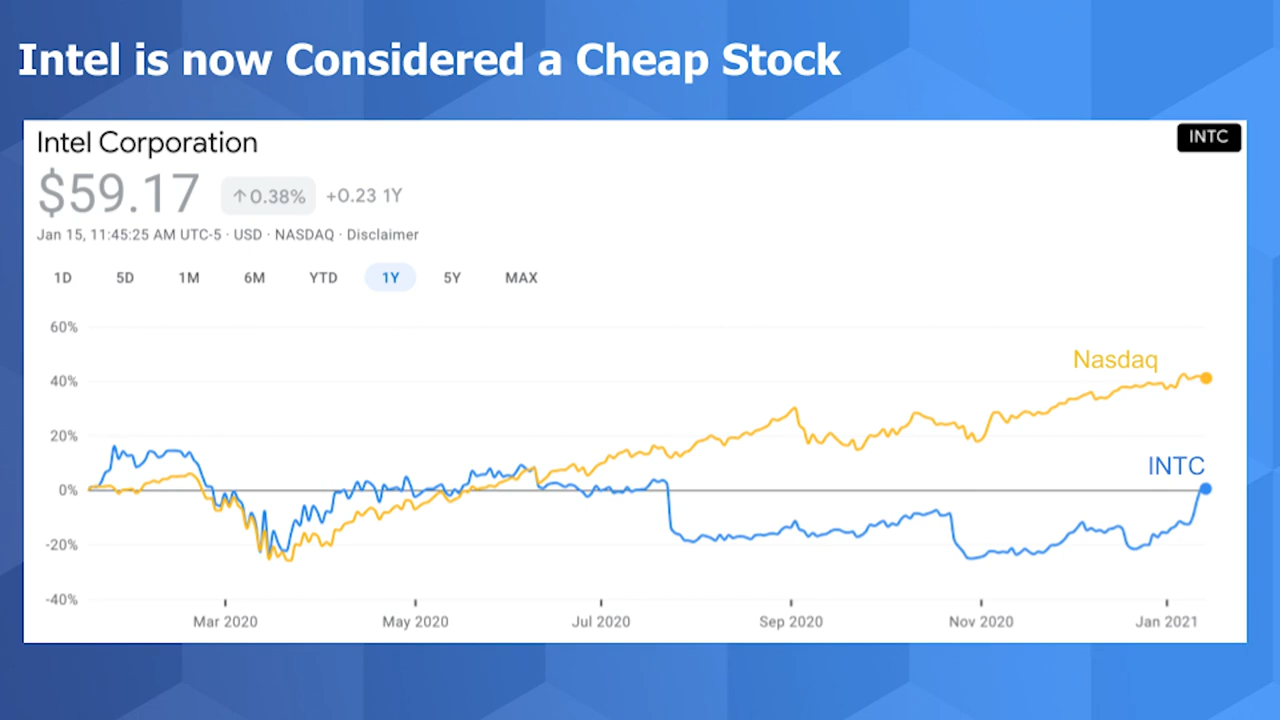 Intel is now Considered a Cheap Stock
Intel Corporation
INTC
$59.17 ↑0.38% +0.23 1Y
Jan 15, 11:45:25 AM UTC-5 · USD · NASDAQ · Disclaimer
1D 5D 1M 6M YTD 1Y 5Y MAX
60%
Nasdaq
40%
20%
INTC
0%
-20%
-40%
Mar 2020 May 2020 Jul 2020 Sep 2020 Nov 2020 Jan 2021